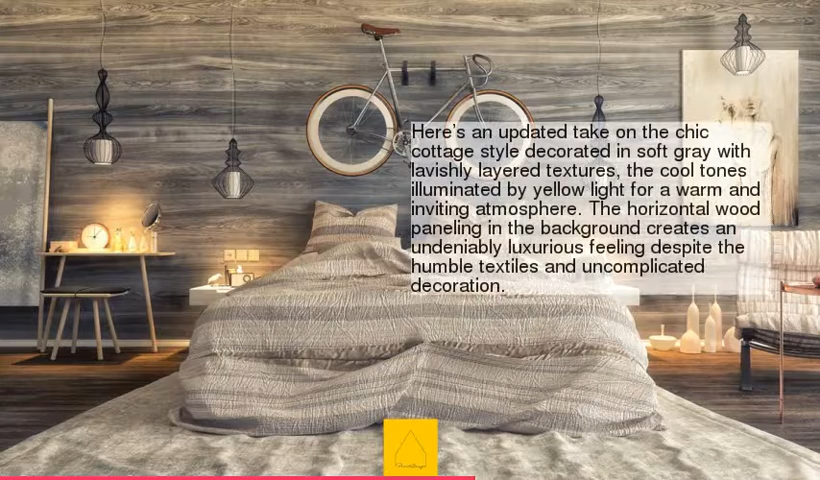 Here's an updated take on the chic
cottage style decorated in soft gray with
lavishly layered textures, the cool tones
illuminated by yellow light for a warm and
inviting atmosphere. The horizontal wood
paneling in the background creates an
undeniably luxurious feeling despite the
humble textiles and uncomplicated
decoration.